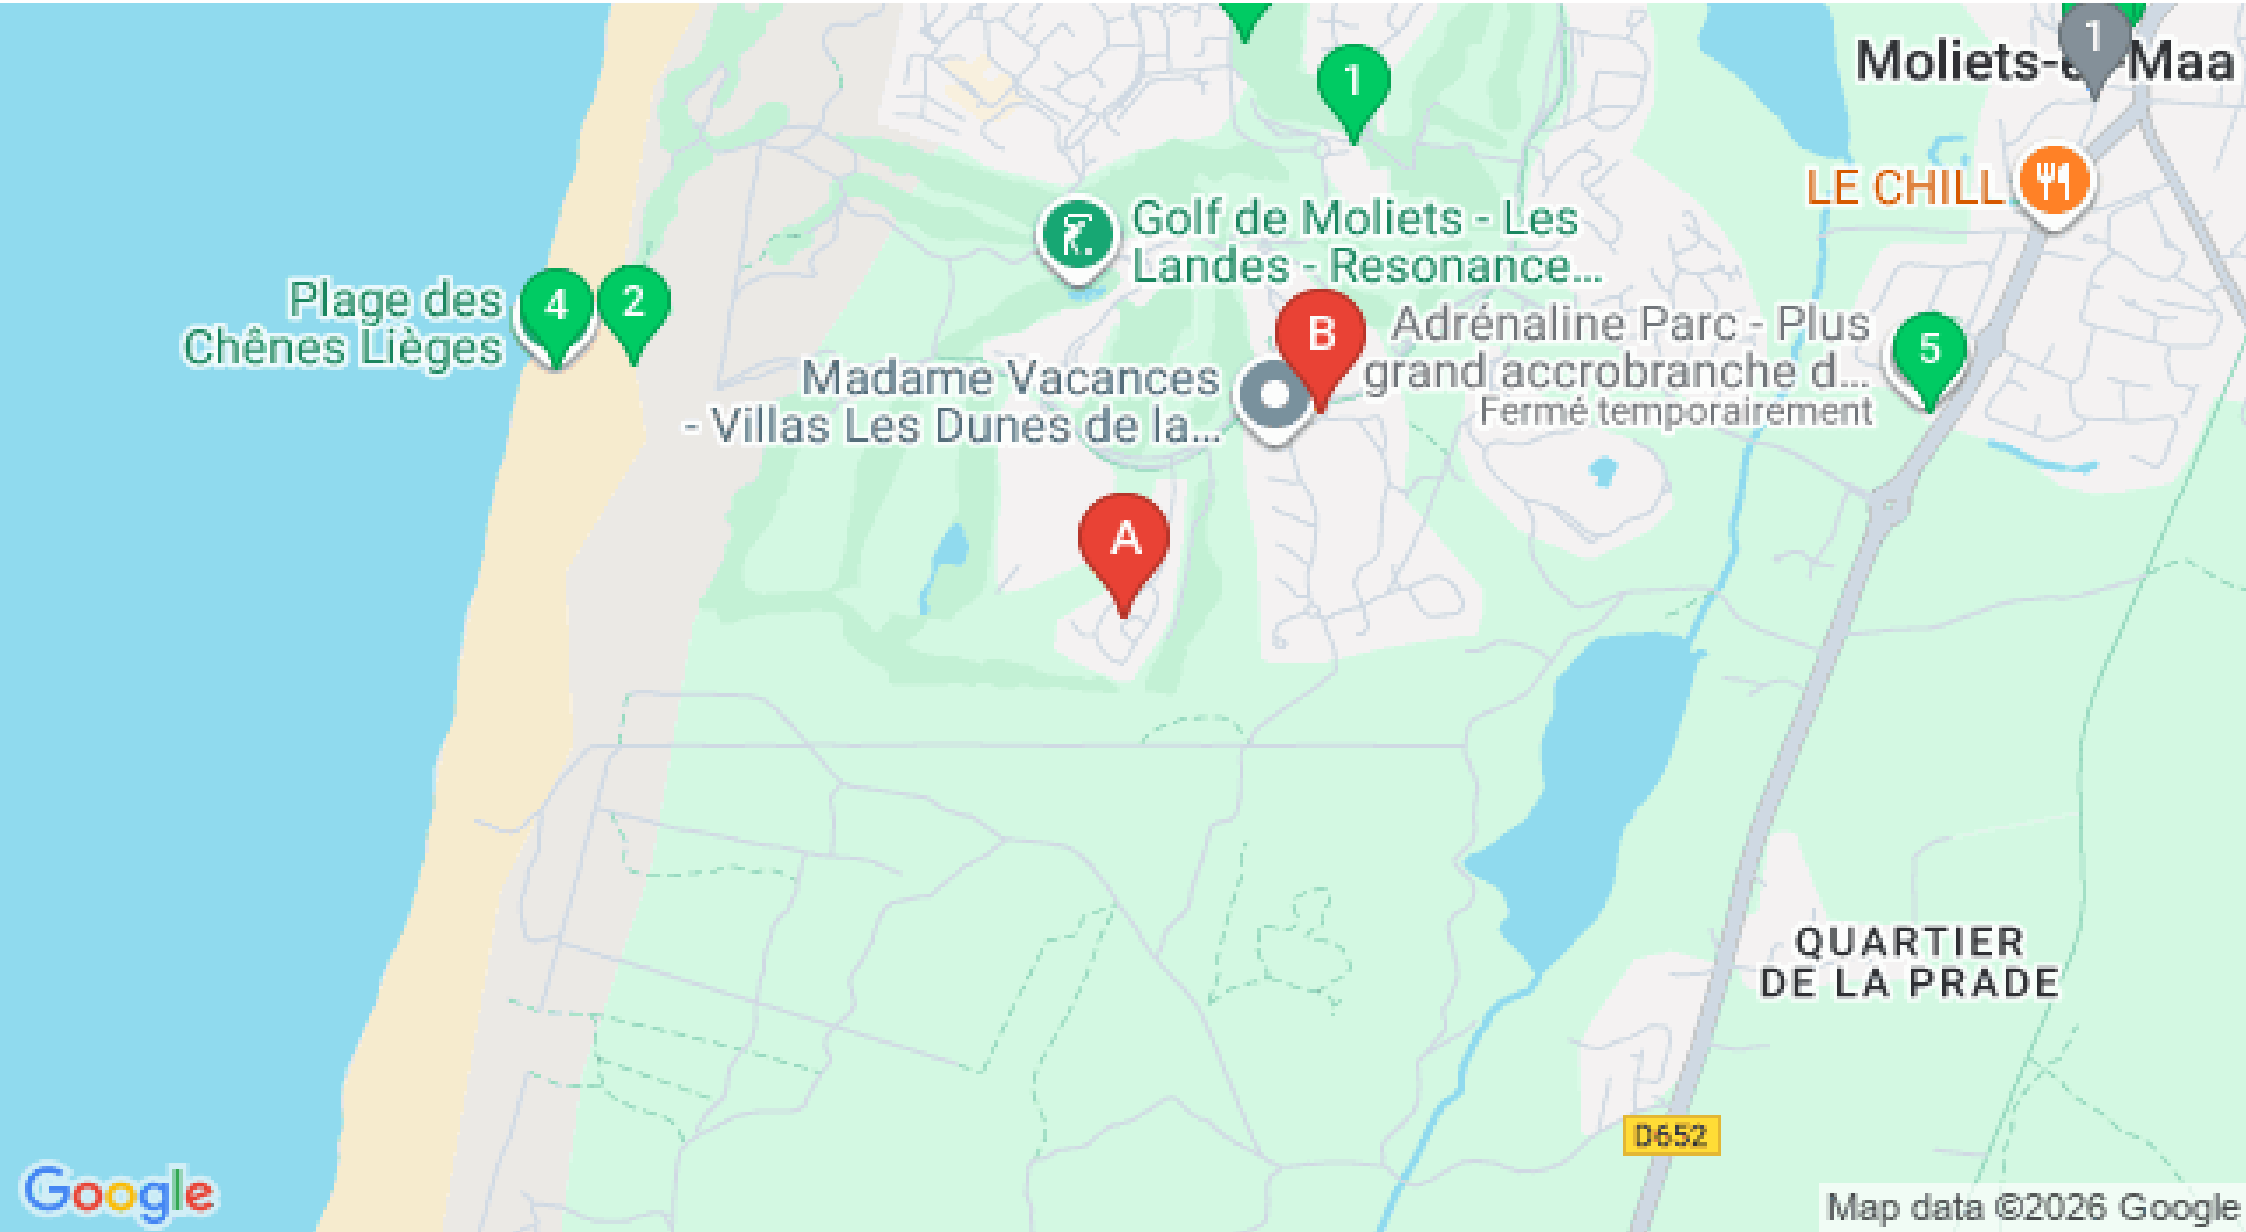 1
1
Moliets-et-Maa
LE CHILL
Golf de Moliets - Les
Landes - Resonance...
Plage des
Chênes Lièges
4
2
B
Adrénaline Parc - Plus
grand accrobranche d...
Fermé temporairement
5
Madame Vacances
- Villas Les Dunes de la...
A
QUARTIER
DE LA PRADE
D652
Google
Map data ©2026 Google